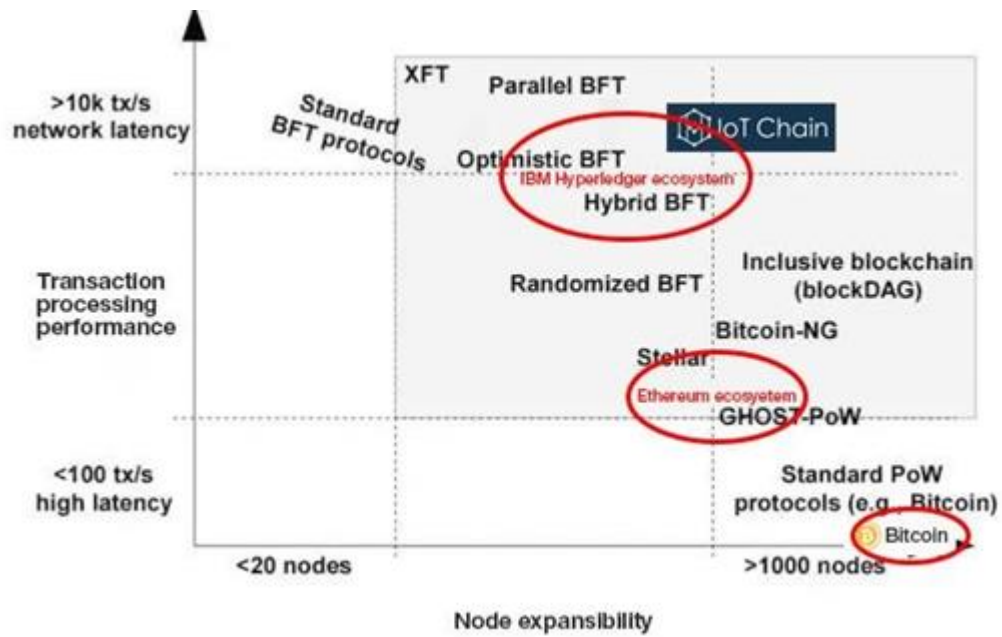 XFT
Parallel BFT
>10k tx/s
network latency
Standard
BFT protocols
IoT Chain
Optimistic BFT
IBM Hyperledger ecosystem
Hybrid BFT
Transaction
processing
performance
Randomized BFT
Inclusive blockchain
(blockDAG)
Bitcoin-NG
Stellar
Ethereum ecosyetem
GHOST-PoW
<100 tx/s
high latency
Standard PoW
protocols (e.g., Bitcoin)
Bitcoin
<20 nodes
>1000 nodes
Node expansibility